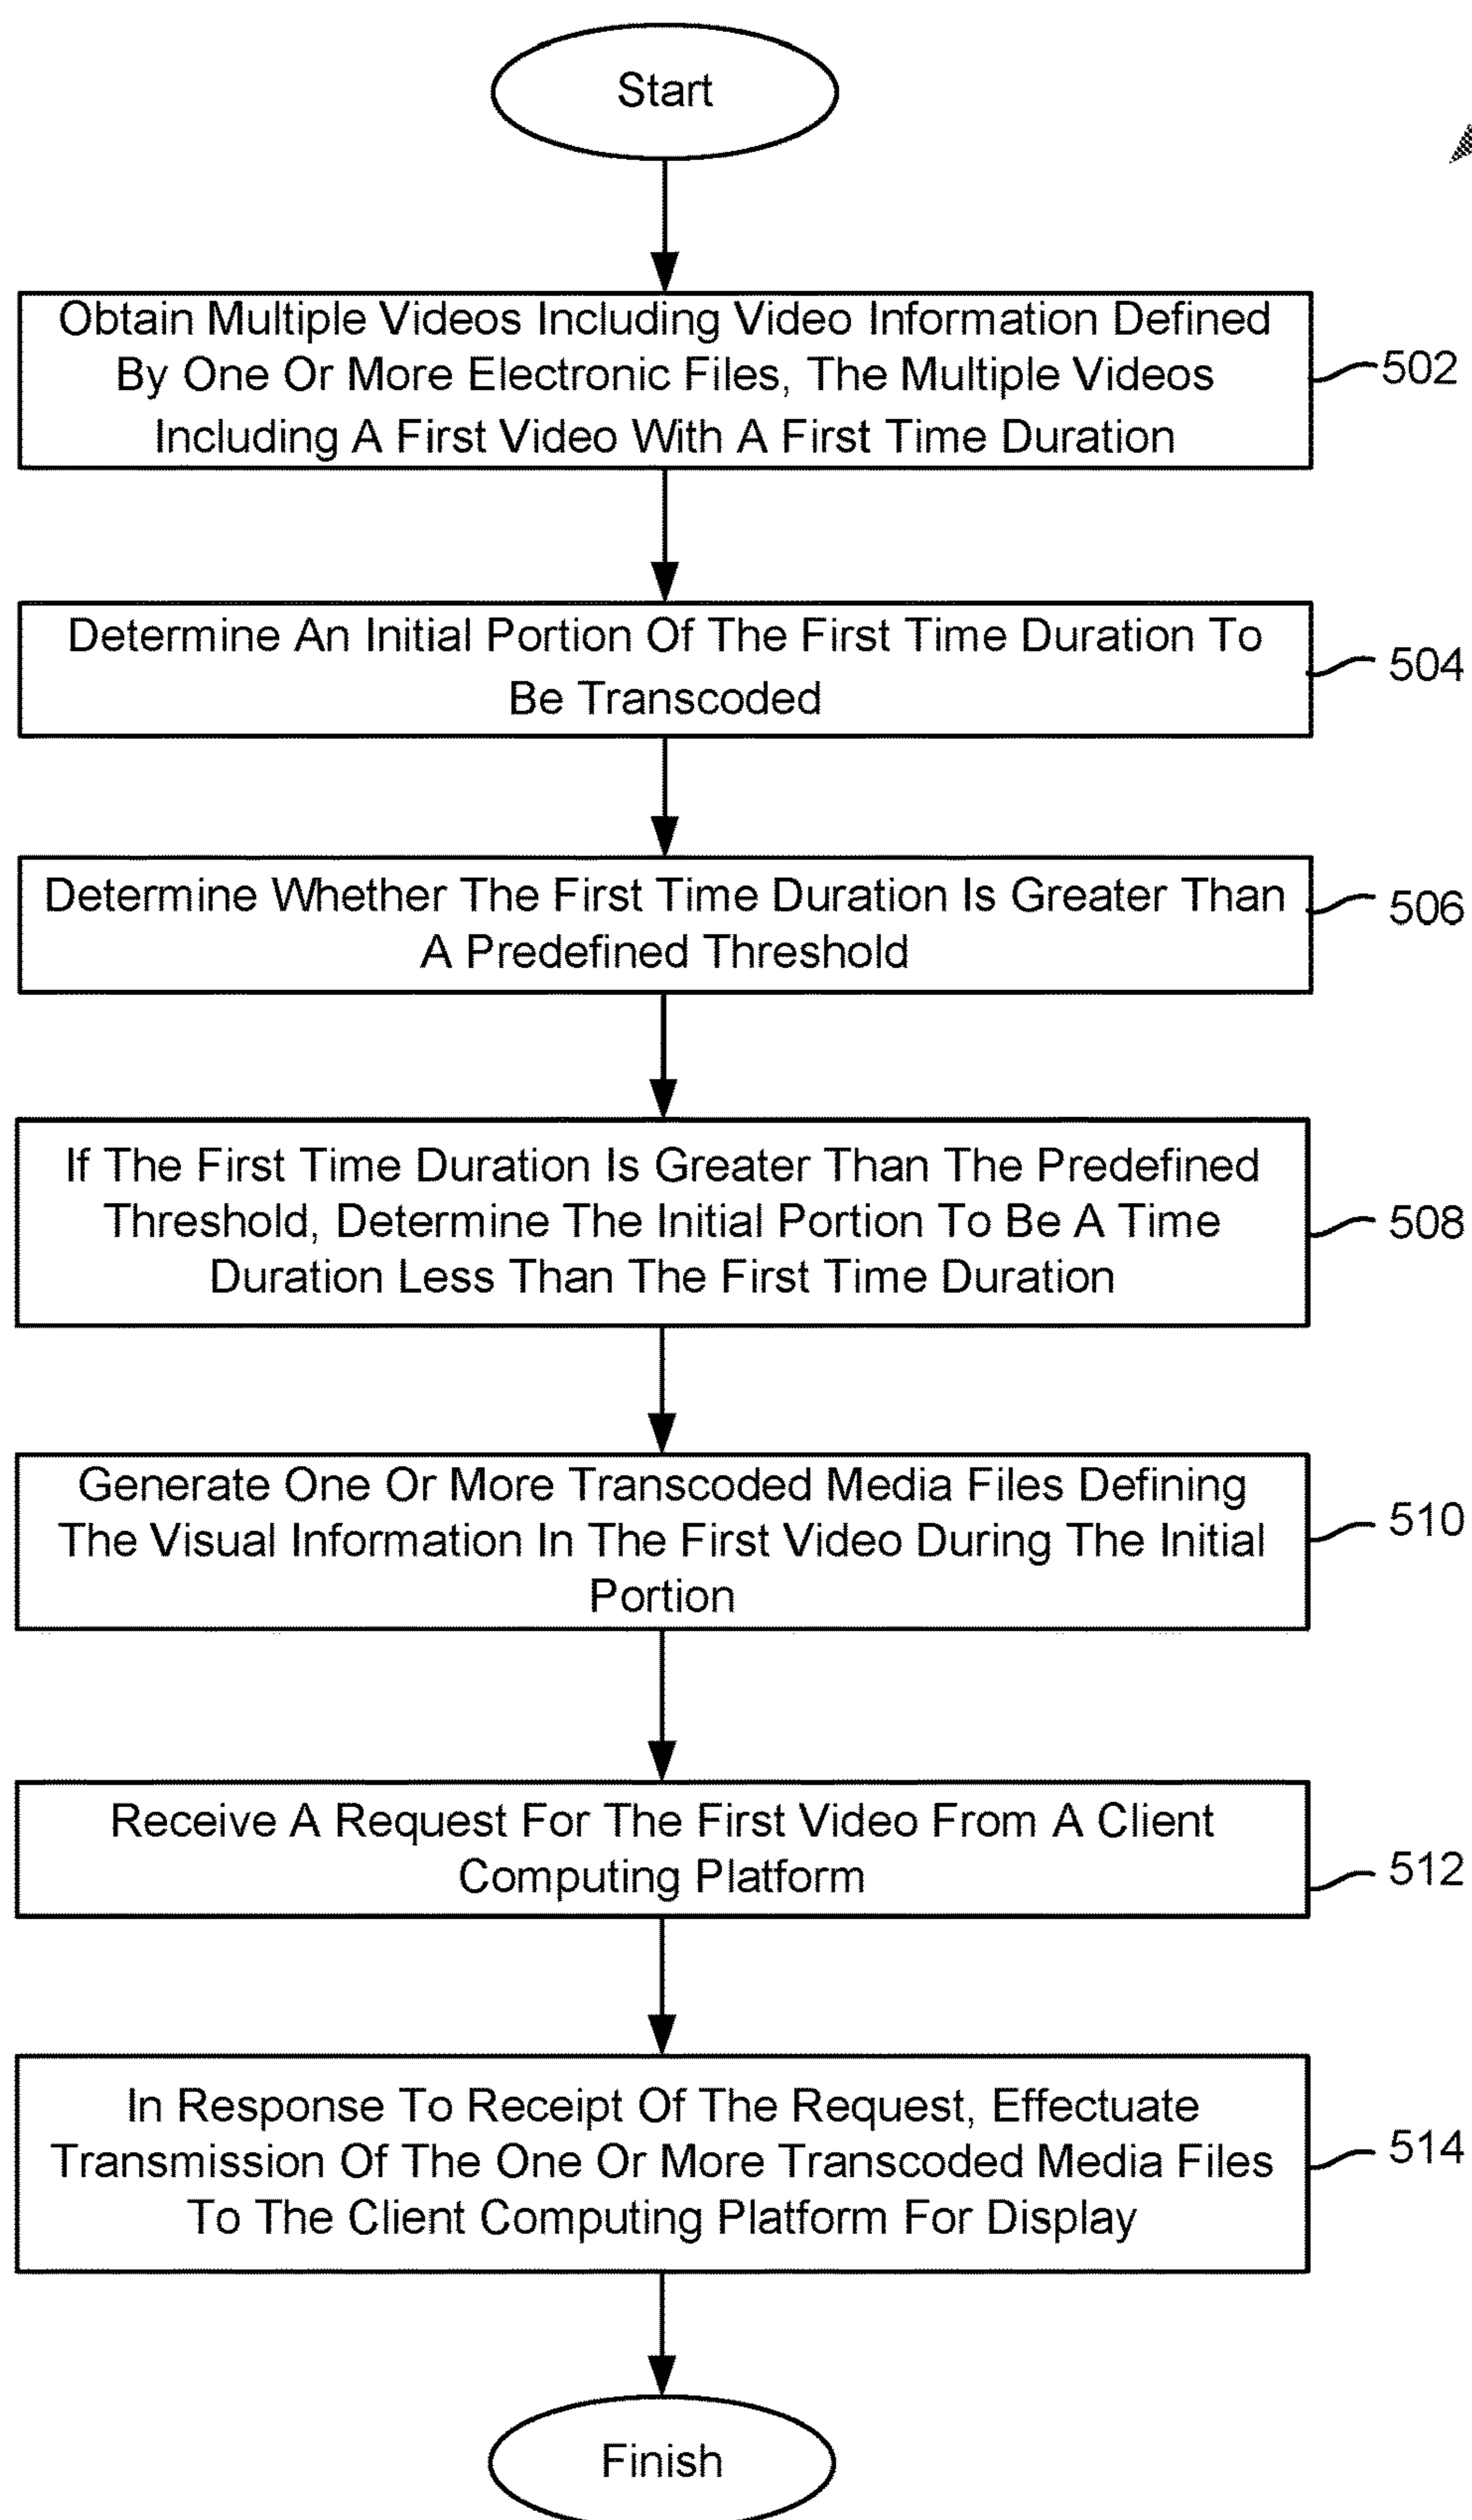 Start
Obtain Multiple Videos Including Video Information Defined
By One Or More Electronic Files, The Multiple Videos
Including A First Video With A First Time Duration
502
Determine An Initial Portion Of The First Time Duration To
Be Transcoded
504
Determine Whether The First Time Duration Is Greater Than
A Predefined Threshold
506
If The First Time Duration Is Greater Than The Predefined
Threshold, Determine The Initial Portion To Be A Time
Duration Less Than The First Time Duration
508
Generate One Or More Transcoded Media Files Defining
The Visual Information In The First Video During The Initial
Portion
510
Receive A Request For The First Video From A Client
Computing Platform
512
In Response To Receipt Of The Request, Effectuate
Transmission Of The One Or More Transcoded Media Files
To The Client Computing Platform For Display
514
Finish